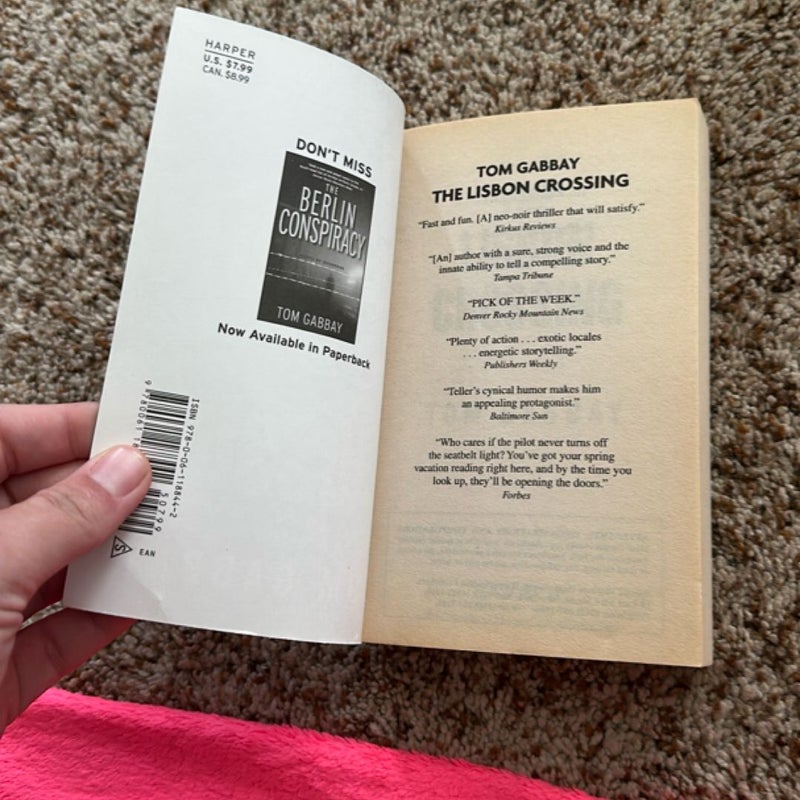 HARPER
U.S. $7.99
CAN. $8.99
DON'T MISS
THE
BERLIN
CONSPIRACY
TOM GABBAY
Now Available in Paperback
ISBN 978-0-06-118844-2
50799
EAN
TOM GABBAY
THE LISBON CROSSING
“Fast and fun. [A] neo-noir thriller that will satisfy.”
Kirkus Reviews
“[An] author with a sure, strong voice and the
innate ability to tell a compelling story.”
Tampa Tribune
“PICK OF THE WEEK.”
Denver Rocky Mountain News
“Plenty of action . . . exotic locales
. . . energetic storytelling.”
Publishers Weekly
“Teller’s cynical humor makes him
an appealing protagonist.”
Baltimore Sun
“Who cares if the pilot never turns off
the seatbelt light? You’ve got your spring
vacation reading right here, and by the time you
look up, they’ll be opening the doors.”
Forbes